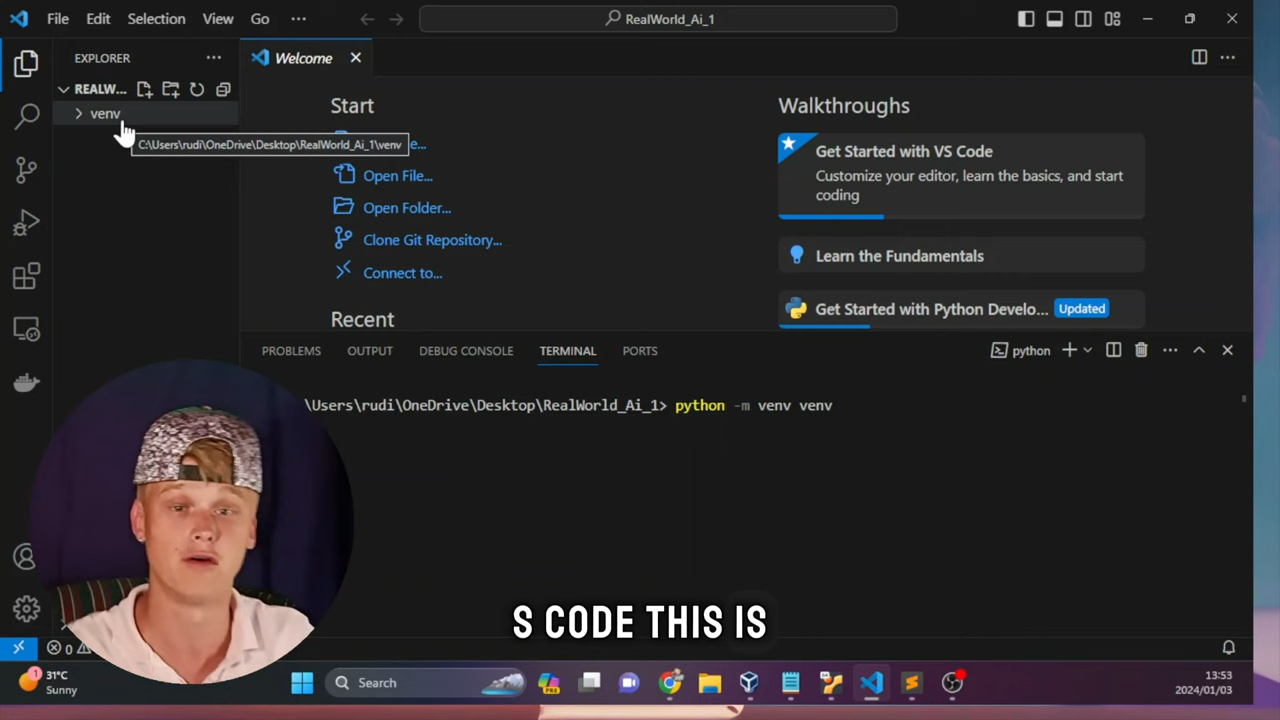 File Edit Selection View Go ···
RealWorld_Ai_1
EXPLORER ···
Welcome
REALW...
venv
C:\Users\rudi\OneDrive\Desktop\RealWorld_Ai_1\venv
Start
e...
Open File...
Open Folder...
Clone Git Repository...
Connect to...
Recent
Walkthroughs
Get Started with VS Code
Customize your editor, learn the basics, and start
coding
Learn the Fundamentals
Get Started with Python Develo... Updated
PROBLEMS OUTPUT DEBUG CONSOLE TERMINAL PORTS
python
\Users\rudi\OneDrive\Desktop\RealWorld_Ai_1> python -m venv venv
S CODE THIS IS
0
1
31°C
Sunny
Search
13:53
2024/01/03